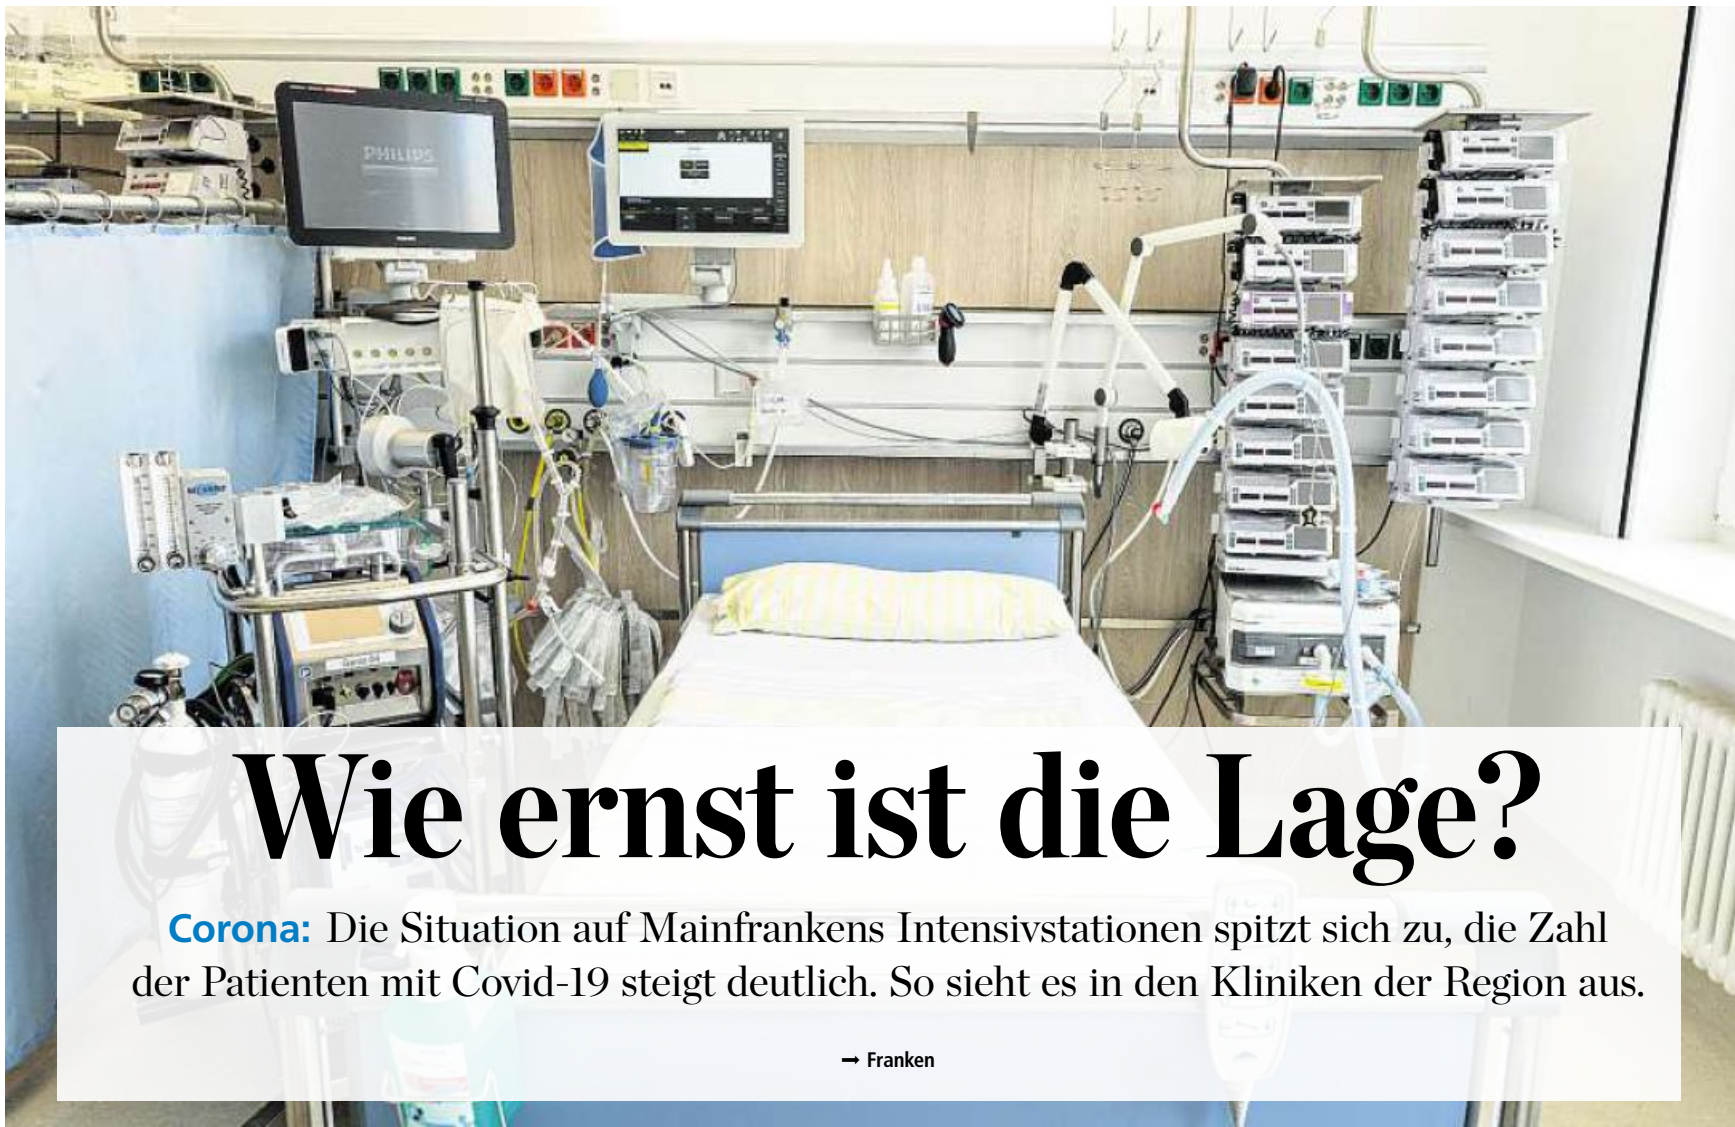 PHILIPS
Wie ernst ist die Lage?
Corona: Die Situation auf Mainfrankens Intensivstationen spitzt sich zu, die Zahl
der Patienten mit Covid-19 steigt deutlich. So sieht es in den Kliniken der Region aus.
➞ Franken